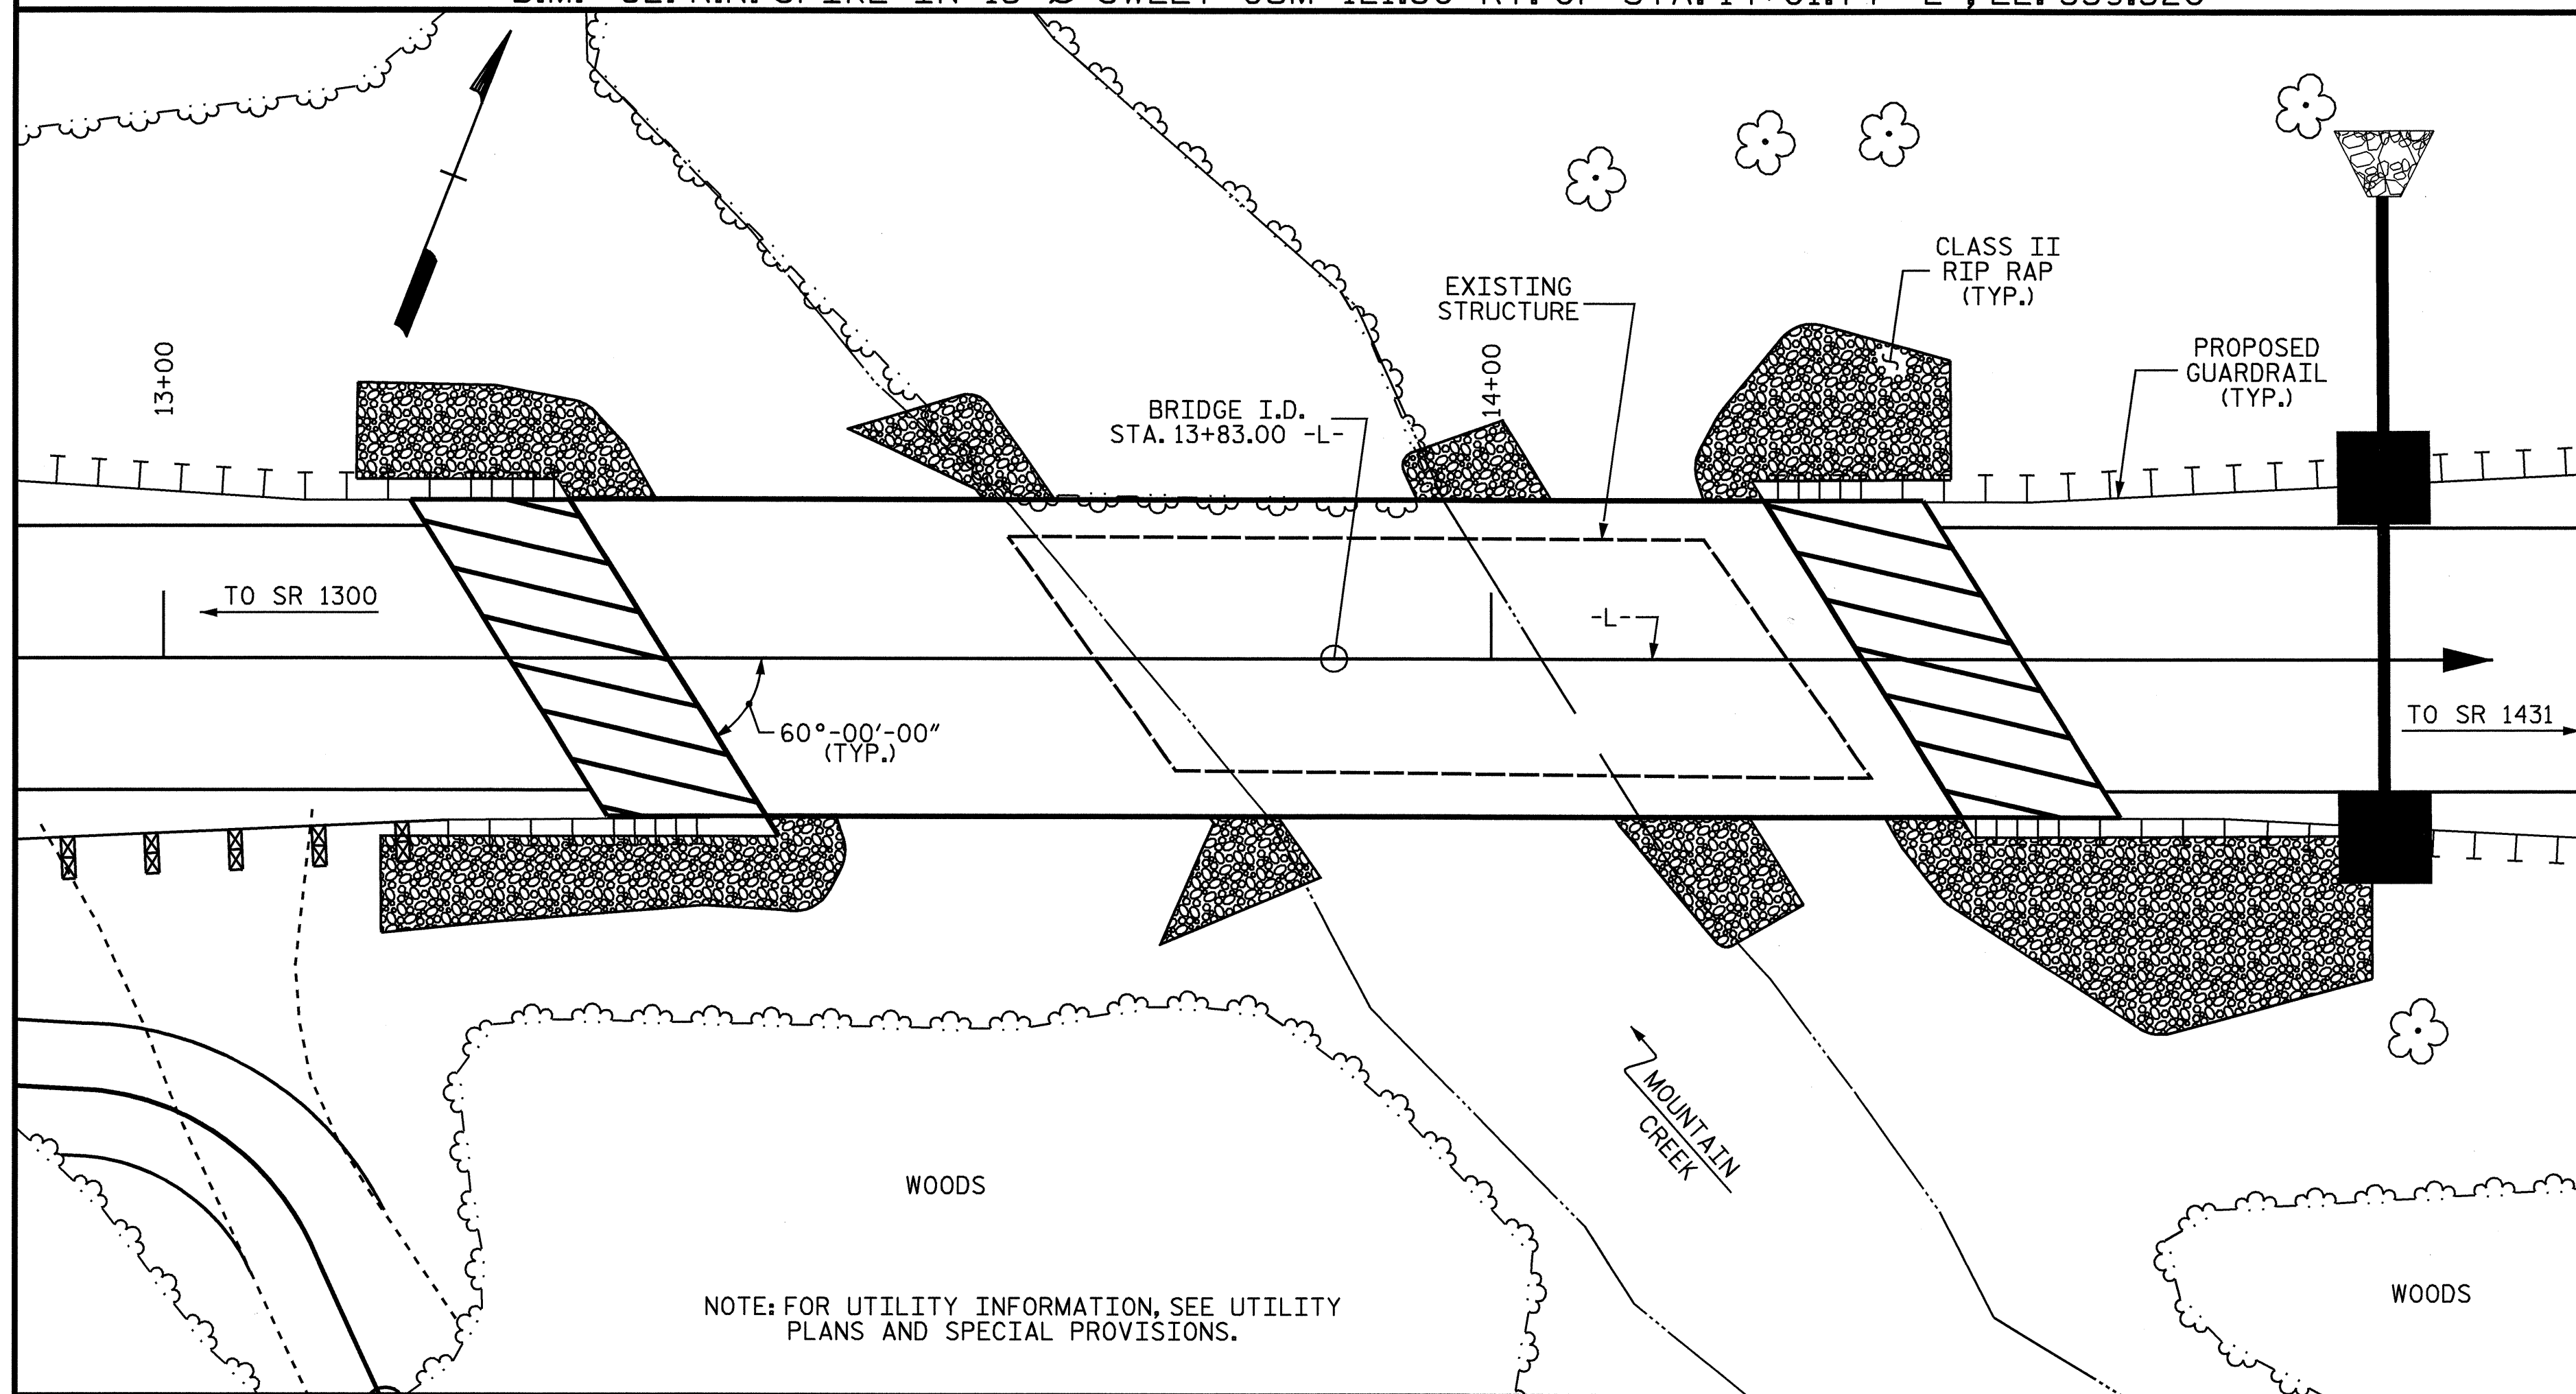 CLASS II
RIP RAP
(TYP.)
EXISTING
STRUCTURE
PROPOSED
GUARDRAIL
(TYP.)
13+00
14+00
BRIDGE I.D.
STA. 13+83.00 -L-
TO SR 1300
-L-
TO SR 1431
60°-00'-00"
(TYP.)
MOUNTAIN
CREEK
WOODS
WOODS
NOTE: FOR UTILITY INFORMATION, SEE UTILITY
PLANS AND SPECIAL PROVISIONS.